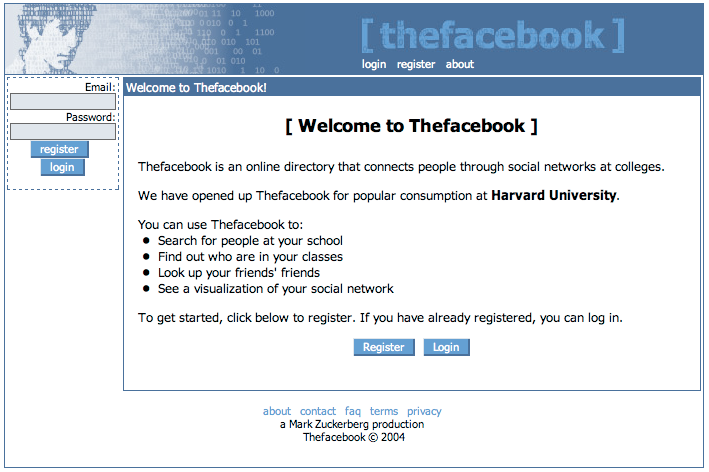 [ thefacebook ]
login register about
Email:
Password:
register
login
Welcome to Thefacebook!
[ Welcome to Thefacebook ]
Thefacebook is an online directory that connects people through social networks at colleges.
We have opened up Thefacebook for popular consumption at Harvard University.
You can use Thefacebook to:
• Search for people at your school
• Find out who are in your classes
• Look up your friends' friends
• See a visualization of your social network
To get started, click below to register. If you have already registered, you can log in.
Register Login
about contact faq terms privacy
a Mark Zuckerberg production
Thefacebook © 2004